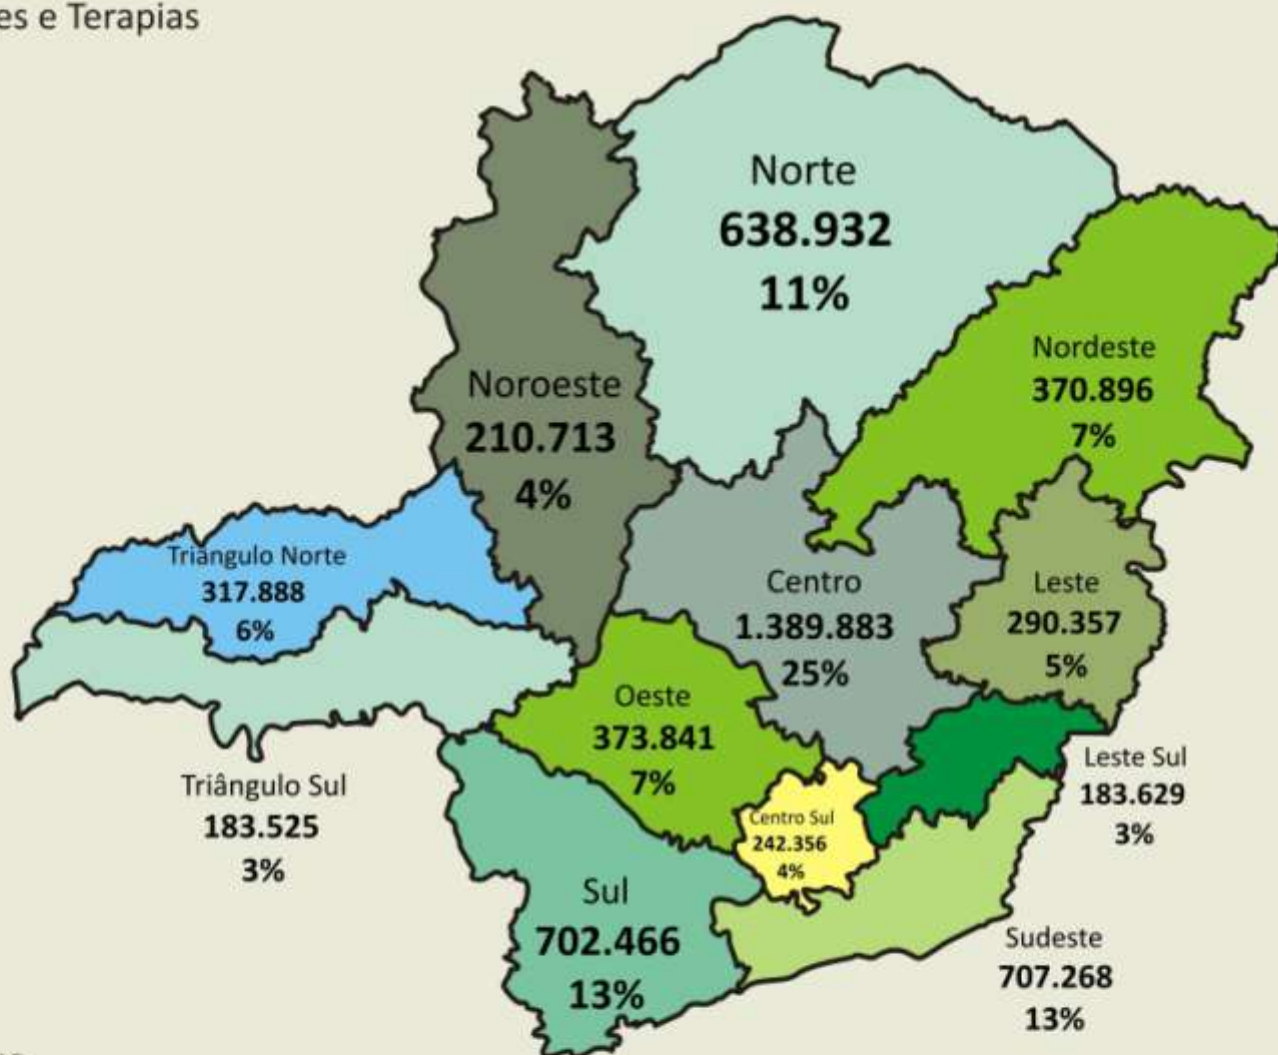 es e Terapias
Norte
638.932
11%
Nordeste
370.896
7%
Noroeste
210.713
4%
Triângulo Norte
317.888
6%
Centro
1.389.883
25%
Leste
290.357
5%
Oeste
373.841
7%
Triângulo Sul
183.525
3%
Leste Sul
183.629
3%
Centro Sul
242.356
4%
Sul
702.466
13%
Sudeste
707.268
13%